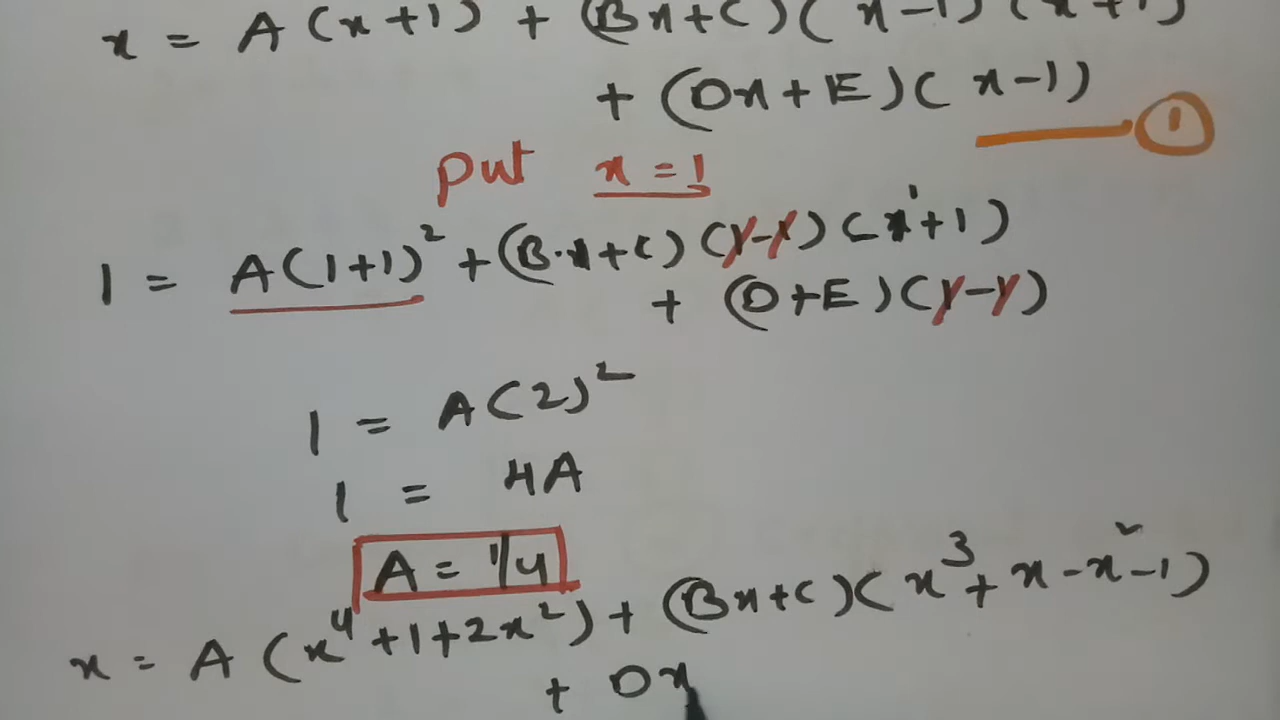 x = A(x+1) + (Bx+C)(x-1)(x+1)
+ (Dx+E)(x-1)
①
put x=1
1 = A(1+1)² + (B·1+C)(1-1)(1+1)
+ (D+E)(1-1)
1 = A(2)²
1 = 4A
A = 1/4
x = A(x⁴+1+2x²) + (Bx+C)(x³+x-x²-1)
+ Dx